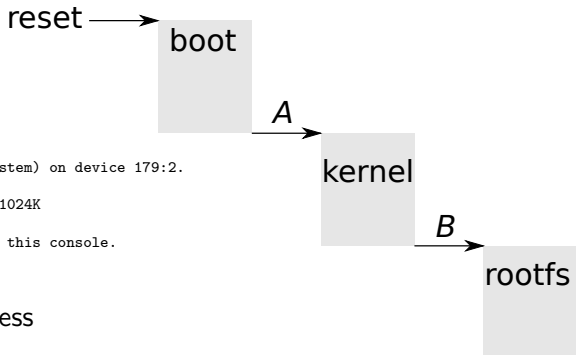 reset
boot
A
stem) on device 179:2.
kernel
1024K
this console.
B
rootfs
ess